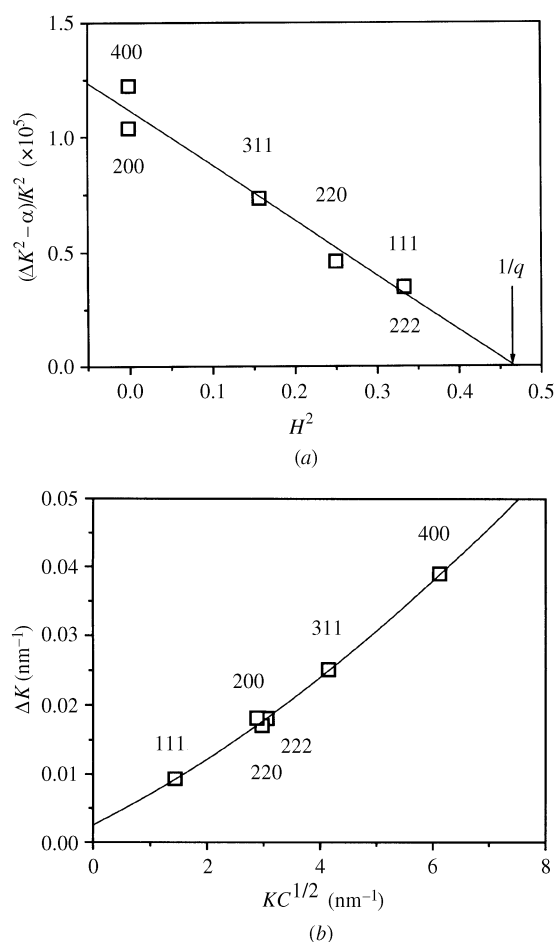 1.5
400
(ΔK² – α)/K² (×10⁵)
1.0
200
311
220
0.5
111
1/q
222
0.0
0.0 0.1 0.2 0.3 0.4 0.5
H²
(a)
0.05
400
0.04
ΔK (nm⁻¹)
311
0.03
200
0.02
111
222
220
0.01
0.00
0 2 4 6 8
KC^1/2 (nm⁻¹)
(b)